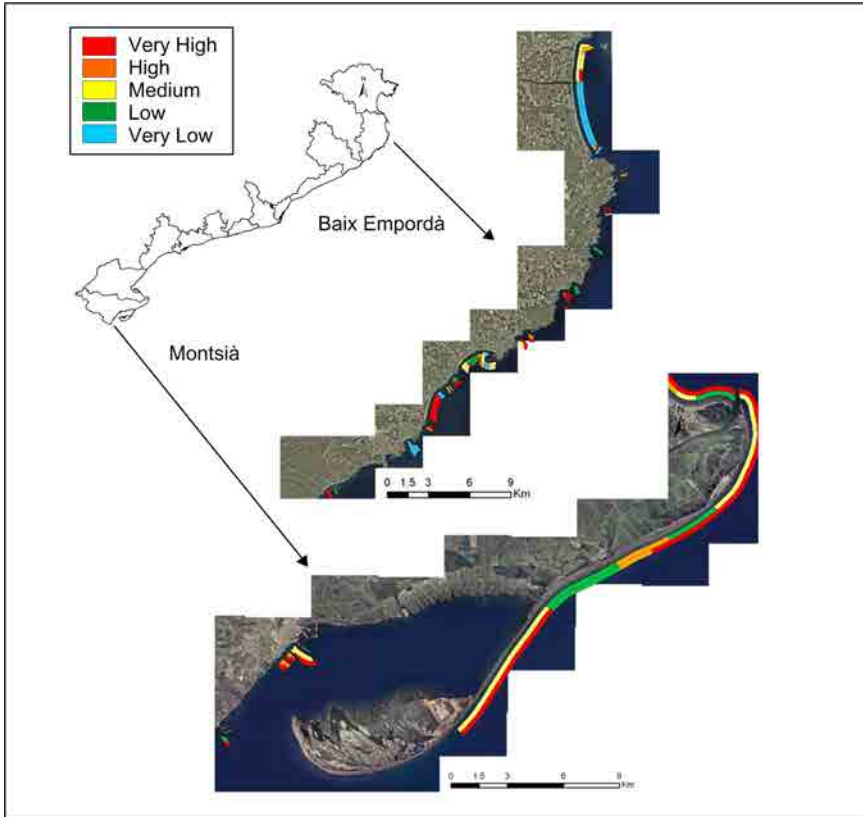 Very High
High
Medium
Low
Very Low
N
Baix Empordà
Montsià
0 1.5 3 6 9
Km
0 1.5 3 6 9
Km